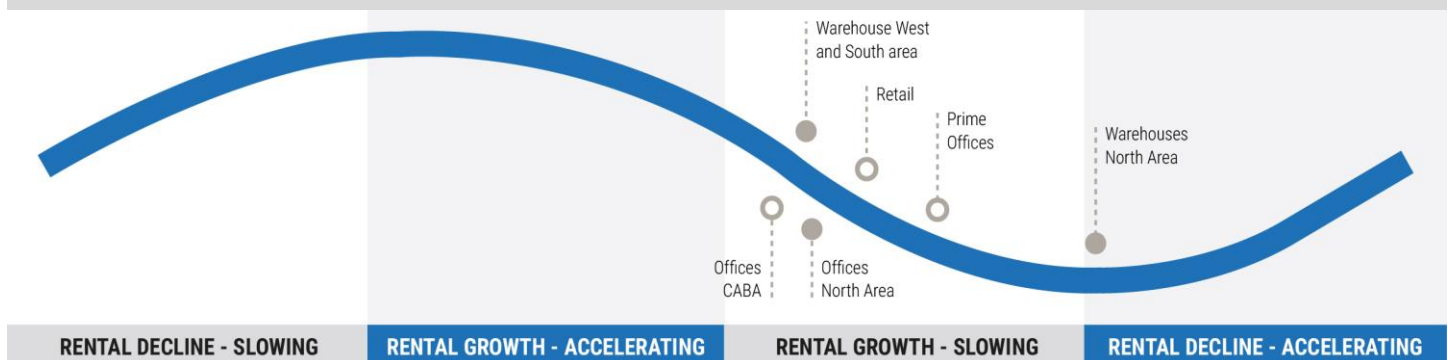 Warehouse West
and South area
Retail
Prime
Offices
Warehouses
North Area
Offices
CABA
Offices
North Area
RENTAL DECLINE - SLOWING
RENTAL GROWTH - ACCELERATING
RENTAL GROWTH - SLOWING
RENTAL DECLINE - ACCELERATING